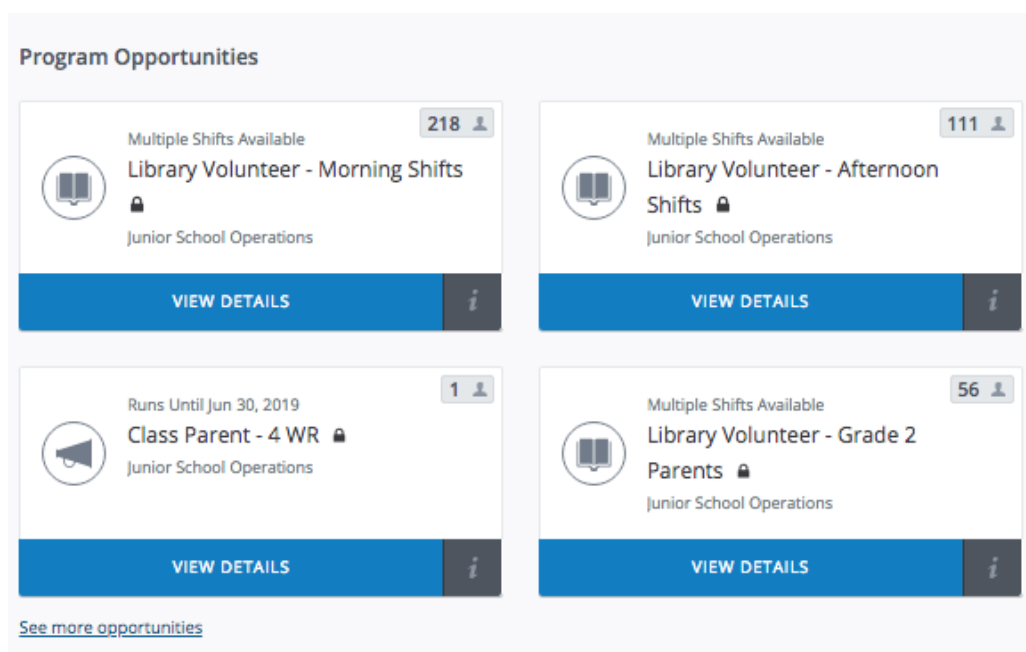 Program Opportunities
218
Multiple Shifts Available
Library Volunteer - Morning Shifts
Junior School Operations
VIEW DETAILS
i
111
Multiple Shifts Available
Library Volunteer - Afternoon
Shifts
Junior School Operations
VIEW DETAILS
i
1
Runs Until Jun 30, 2019
Class Parent - 4 WR
Junior School Operations
VIEW DETAILS
i
56
Multiple Shifts Available
Library Volunteer - Grade 2
Parents
Junior School Operations
VIEW DETAILS
i
See more opportunities